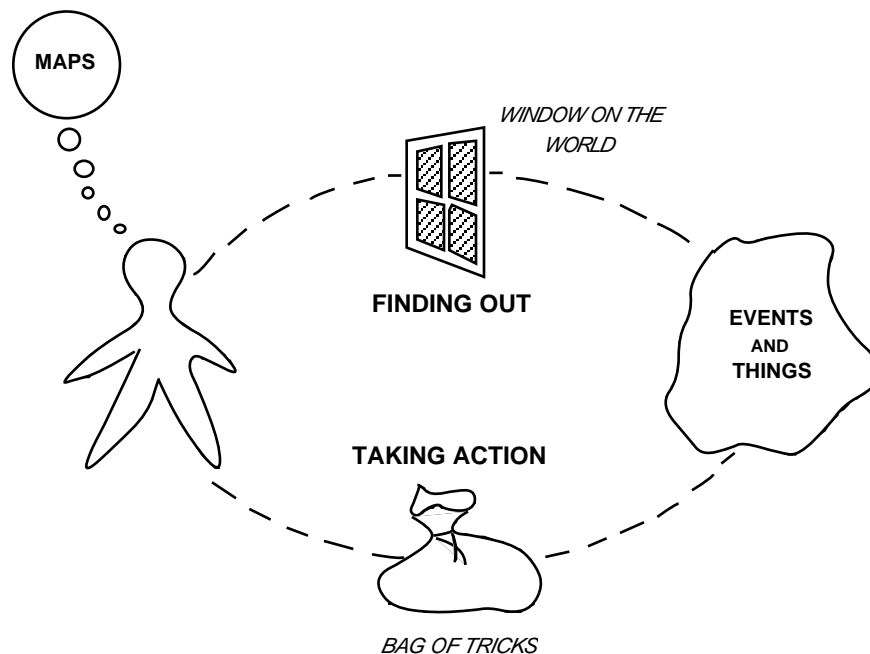 MAPS
WINDOW ON THE
WORLD
FINDING OUT
EVENTS
AND
THINGS
TAKING ACTION
BAG OF TRICKS